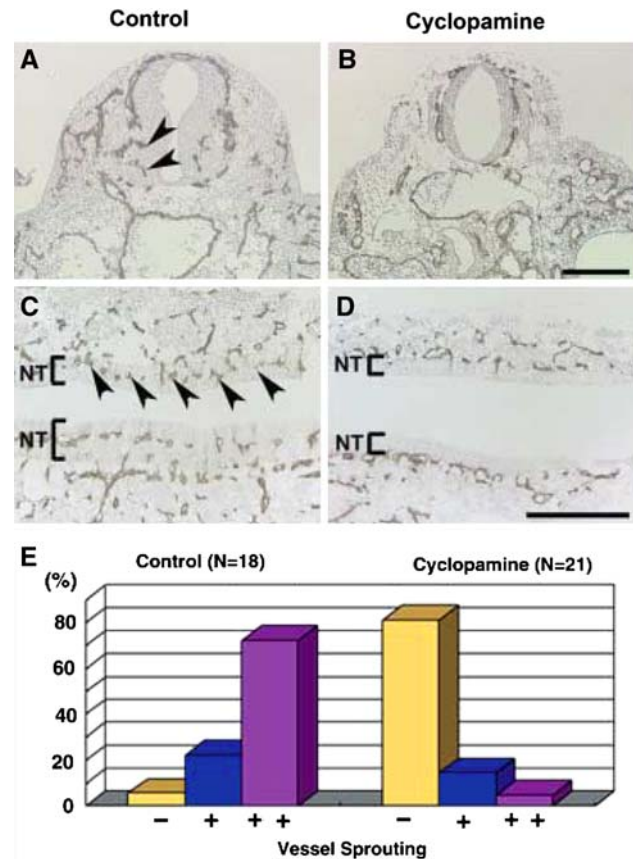 Control Cyclopamine
A B
C D
NT NT
NT NT
E Control (N=18) Cyclopamine (N=21)
(%)
80
60
40
20
0
− + + + − + + +
Vessel Sprouting